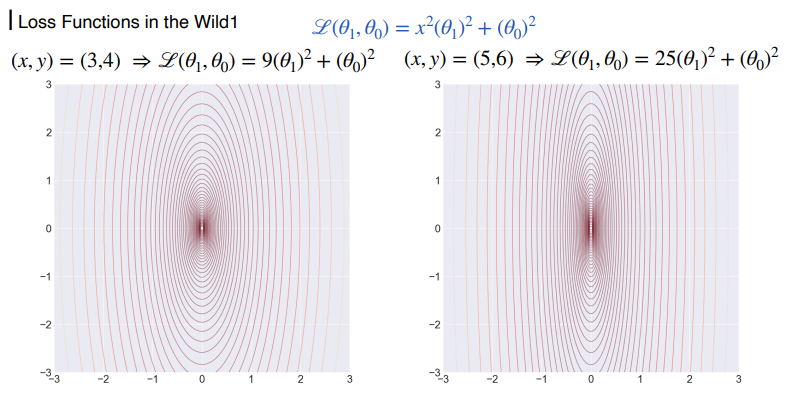 Loss Functions in the Wild1
ℒ(θ₁, θ₀) = x²(θ₁)² + (θ₀)²
(x, y) = (3,4) ⇒ ℒ(θ₁, θ₀) = 9(θ₁)² + (θ₀)²
(x, y) = (5,6) ⇒ ℒ(θ₁, θ₀) = 25(θ₁)² + (θ₀)²
3
2
1
0
−1
−2
−3
−3 −2 −1 0 1 2 3
3
2
1
0
−1
−2
−3
−3 −2 −1 0 1 2 3